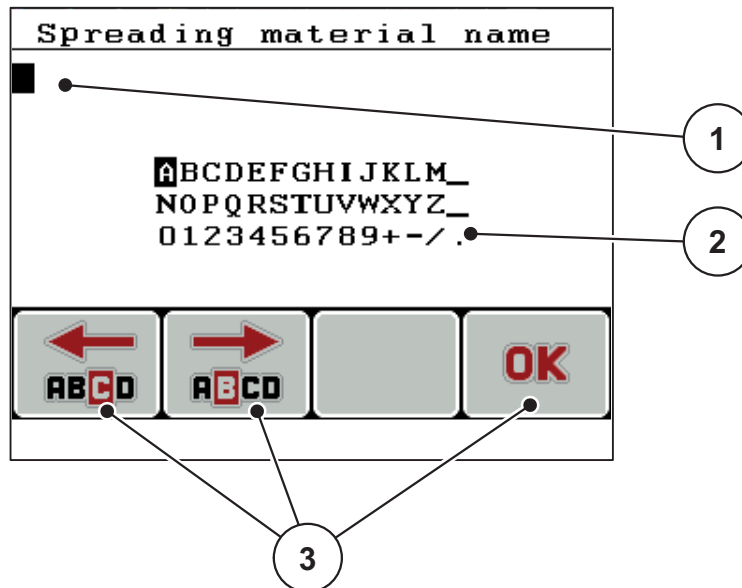 Spreading material name
1
ABCDEFGHIJKLM_
NOPQRSTUVWXYZ_
0123456789+-/.
2
ABCD
ABCD
OK
3